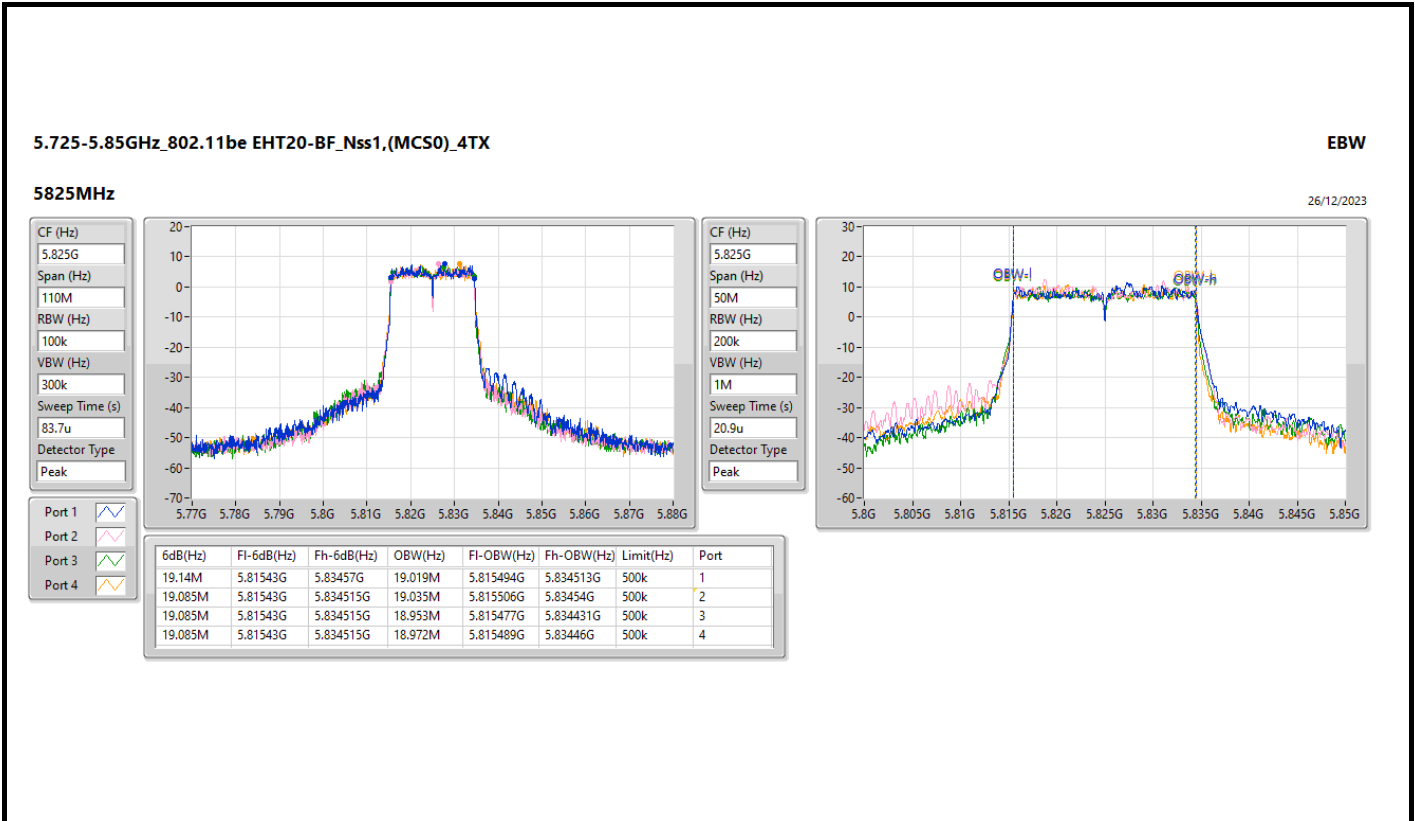 5.725-5.85GHz_802.11be EHT20-BF_Nss1,(MCS0)_4TX
EBW
5825MHz
26/12/2023
CF (Hz)
5.825G
Span (Hz)
110M
RBW (Hz)
100k
VBW (Hz)
300k
Sweep Time (s)
83.7u
Detector Type
Peak
20
10
0
-10
-20
-30
-40
-50
-60
-70
5.77G 5.78G 5.79G 5.8G 5.81G 5.82G 5.83G 5.84G 5.85G 5.86G 5.87G 5.88G
CF (Hz)
5.825G
Span (Hz)
50M
RBW (Hz)
200k
VBW (Hz)
1M
Sweep Time (s)
20.9u
Detector Type
Peak
30
20
10
0
-10
-20
-30
-40
-50
-60
OBW-l
OBW-h
5.8G 5.805G 5.81G 5.815G 5.82G 5.825G 5.83G 5.835G 5.84G 5.845G 5.85G
Port 1
Port 2
Port 3
Port 4
6dB(Hz) Fl-6dB(Hz) Fh-6dB(Hz) OBW(Hz) Fl-OBW(Hz) Fh-OBW(Hz) Limit(Hz) Port
19.14M 5.81543G 5.83457G 19.019M 5.815494G 5.834513G 500k 1
19.085M 5.81543G 5.834515G 19.035M 5.815506G 5.83454G 500k 2
19.085M 5.81543G 5.834515G 18.953M 5.815477G 5.834431G 500k 3
19.085M 5.81543G 5.834515G 18.972M 5.815489G 5.83446G 500k 4